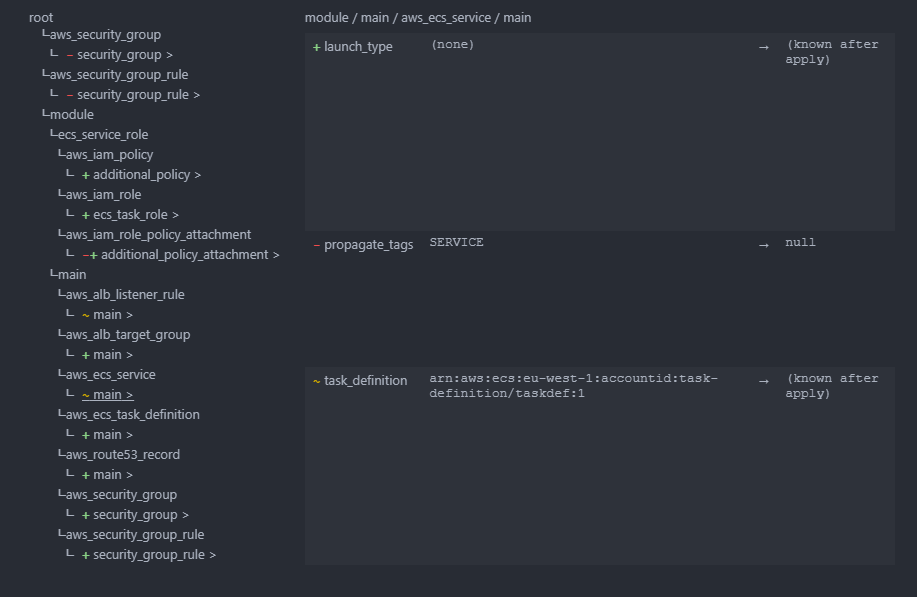 root
aws_security_group
- security_group >
aws_security_group_rule
- security_group_rule >
module
ecs_service_role
aws_iam_policy
+ additional_policy >
aws_iam_role
+ ecs_task_role >
aws_iam_role_policy_attachment
-+ additional_policy_attachment >
main
aws_alb_listener_rule
~ main >
aws_alb_target_group
+ main >
aws_ecs_service
~ main >
aws_ecs_task_definition
+ main >
aws_route53_record
+ main >
aws_security_group
+ security_group >
aws_security_group_rule
+ security_group_rule >
module / main / aws_ecs_service / main
+ launch_type (none) → (known after
apply)
- propagate_tags SERVICE → null
~ task_definition arn:aws:ecs:eu-west-1:accountid:task- → (known after
definition/taskdef:1 apply)